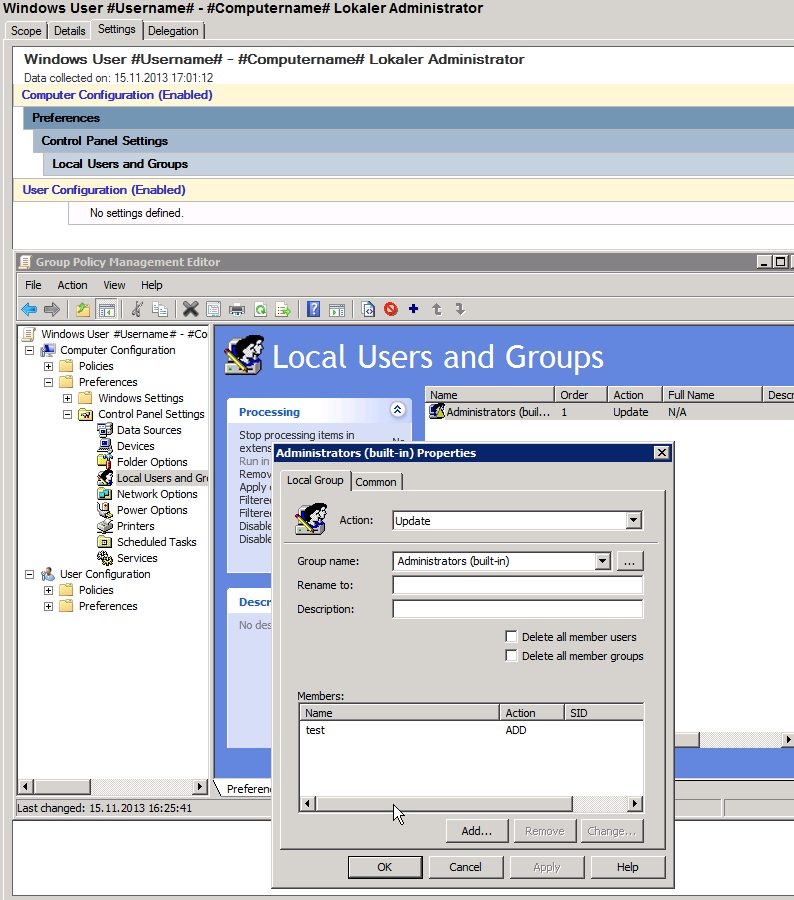 Windows User #Username# - #Computername# Lokaler Administrator
Scope Details Settings Delegation
Windows User #Username# - #Computername# Lokaler Administrator
Data collected on: 15.11.2013 17:01:12
Computer Configuration (Enabled)
Preferences
Control Panel Settings
Local Users and Groups
User Configuration (Enabled)
No settings defined.
Group Policy Management Editor
File Action View Help
Windows User #Username# - #Co
Computer Configuration
Policies
Preferences
Windows Settings
Control Panel Settings
Data Sources
Devices
Folder Options
Local Users and Gr
Network Options
Power Options
Printers
Scheduled Tasks
Services
User Configuration
Policies
Preferences
Local Users and Groups
Processing
Stop processing items in
extens
Run in
Remov
Apply
Filtere
Filtere
Disable
Disable
Descr
No des
Name Order Action Full Name Descr
Administrators (buil... 1 Update N/A
Administrators (built-in) Properties
Local Group Common
Action: Update
Group name: Administrators (built-in) ...
Rename to:
Description:
Delete all member users
Delete all member groups
Members:
Name Action SID
test ADD
Add... Remove Change...
OK Cancel Apply Help
Preferenc
Last changed: 15.11.2013 16:25:41